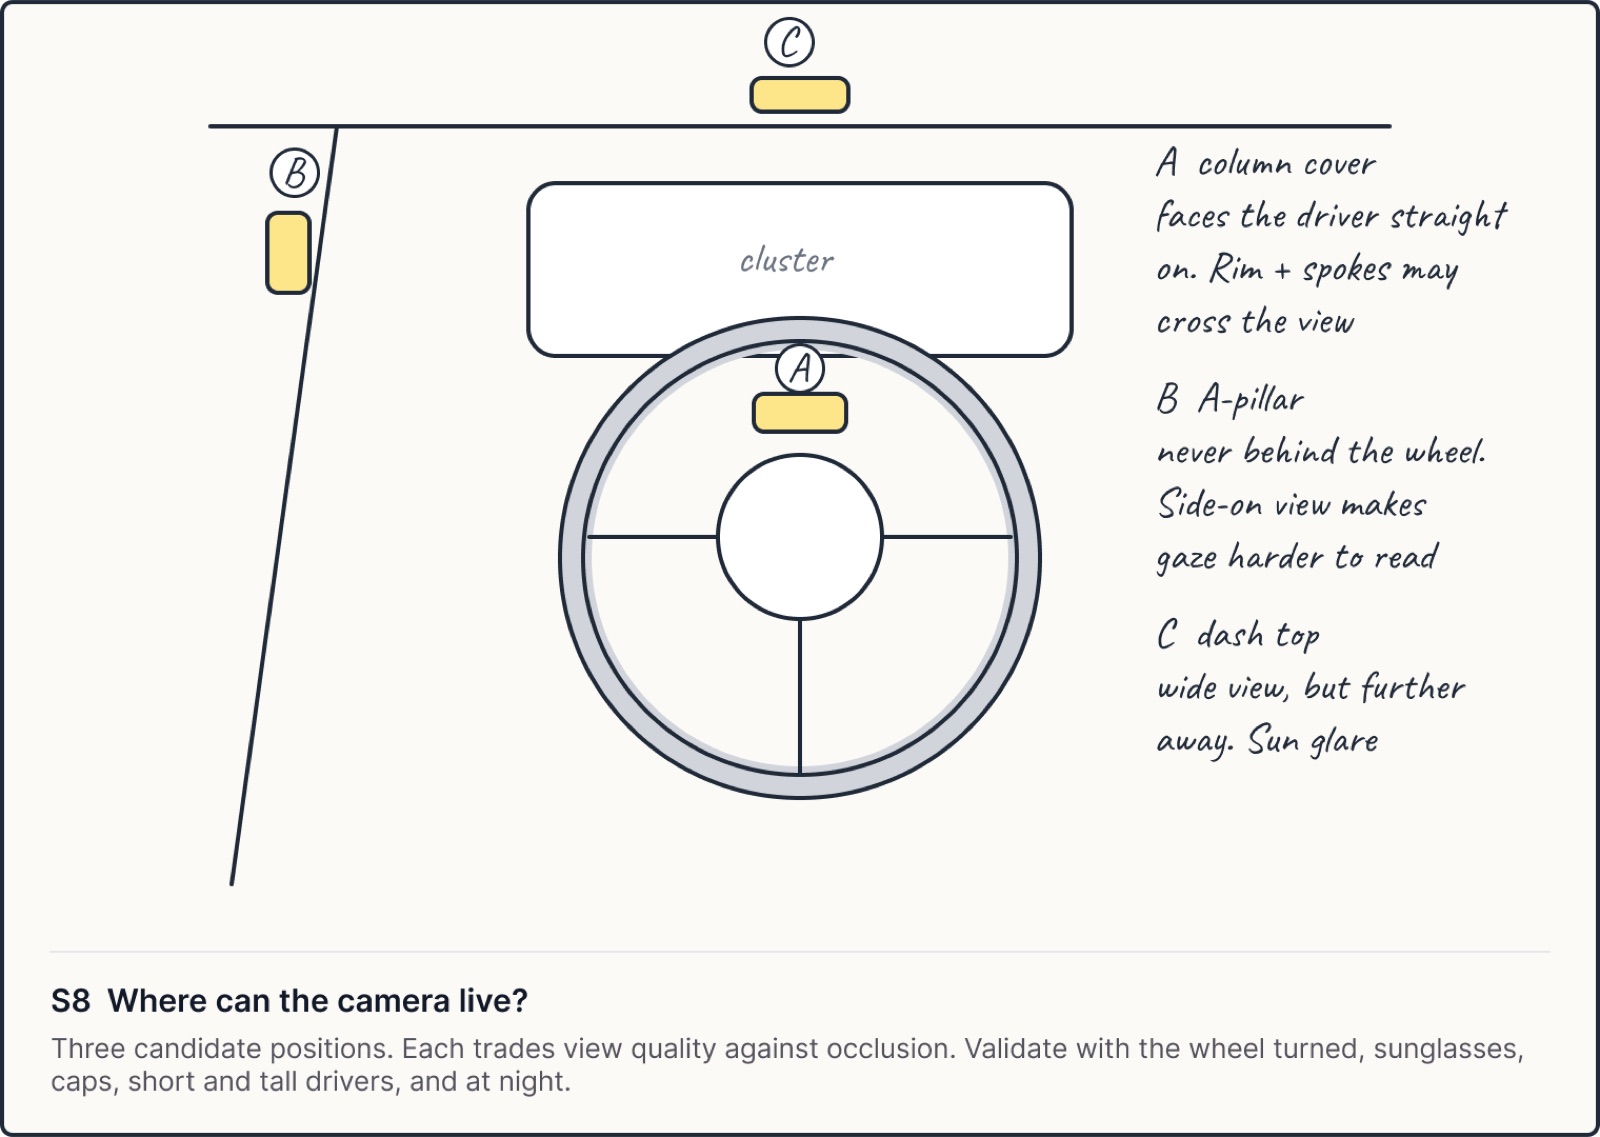 C
B
cluster
A
A column cover
faces the driver straight
on. Rim + spokes may
cross the view
B A-pillar
never behind the wheel.
Side-on view makes
gaze harder to read
C dash top
wide view, but further
away. Sun glare
S8 Where can the camera live?
Three candidate positions. Each trades view quality against occlusion. Validate with the wheel turned, sunglasses,
caps, short and tall drivers, and at night.